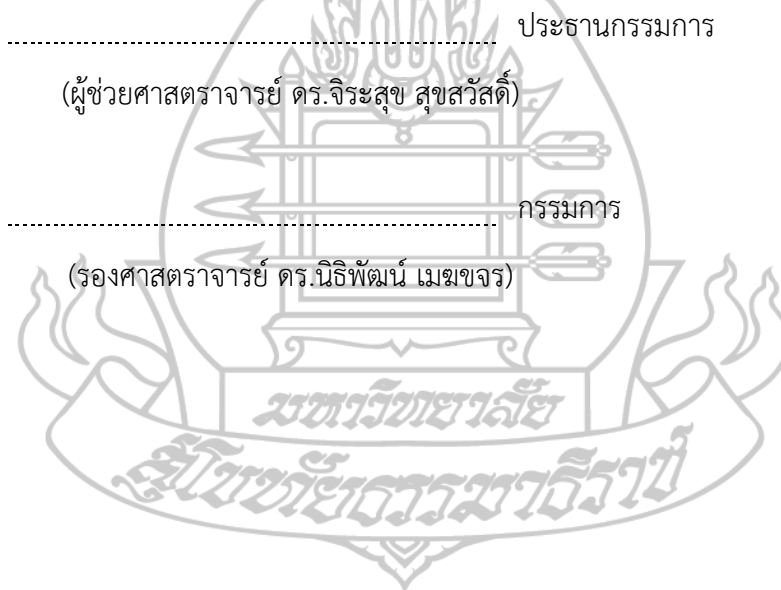 ประธานกรรมการ
(ผู้ช่วยศาสตราจารย์ ดร.จิระสุข สุขสวัสดิ์)
กรรมการ
(รองศาสตราจารย์ ดร.นิธิพัฒน์ เมฆขจร)
มหาวิทยาลัย
สุโขทัยธรรมาธิราช